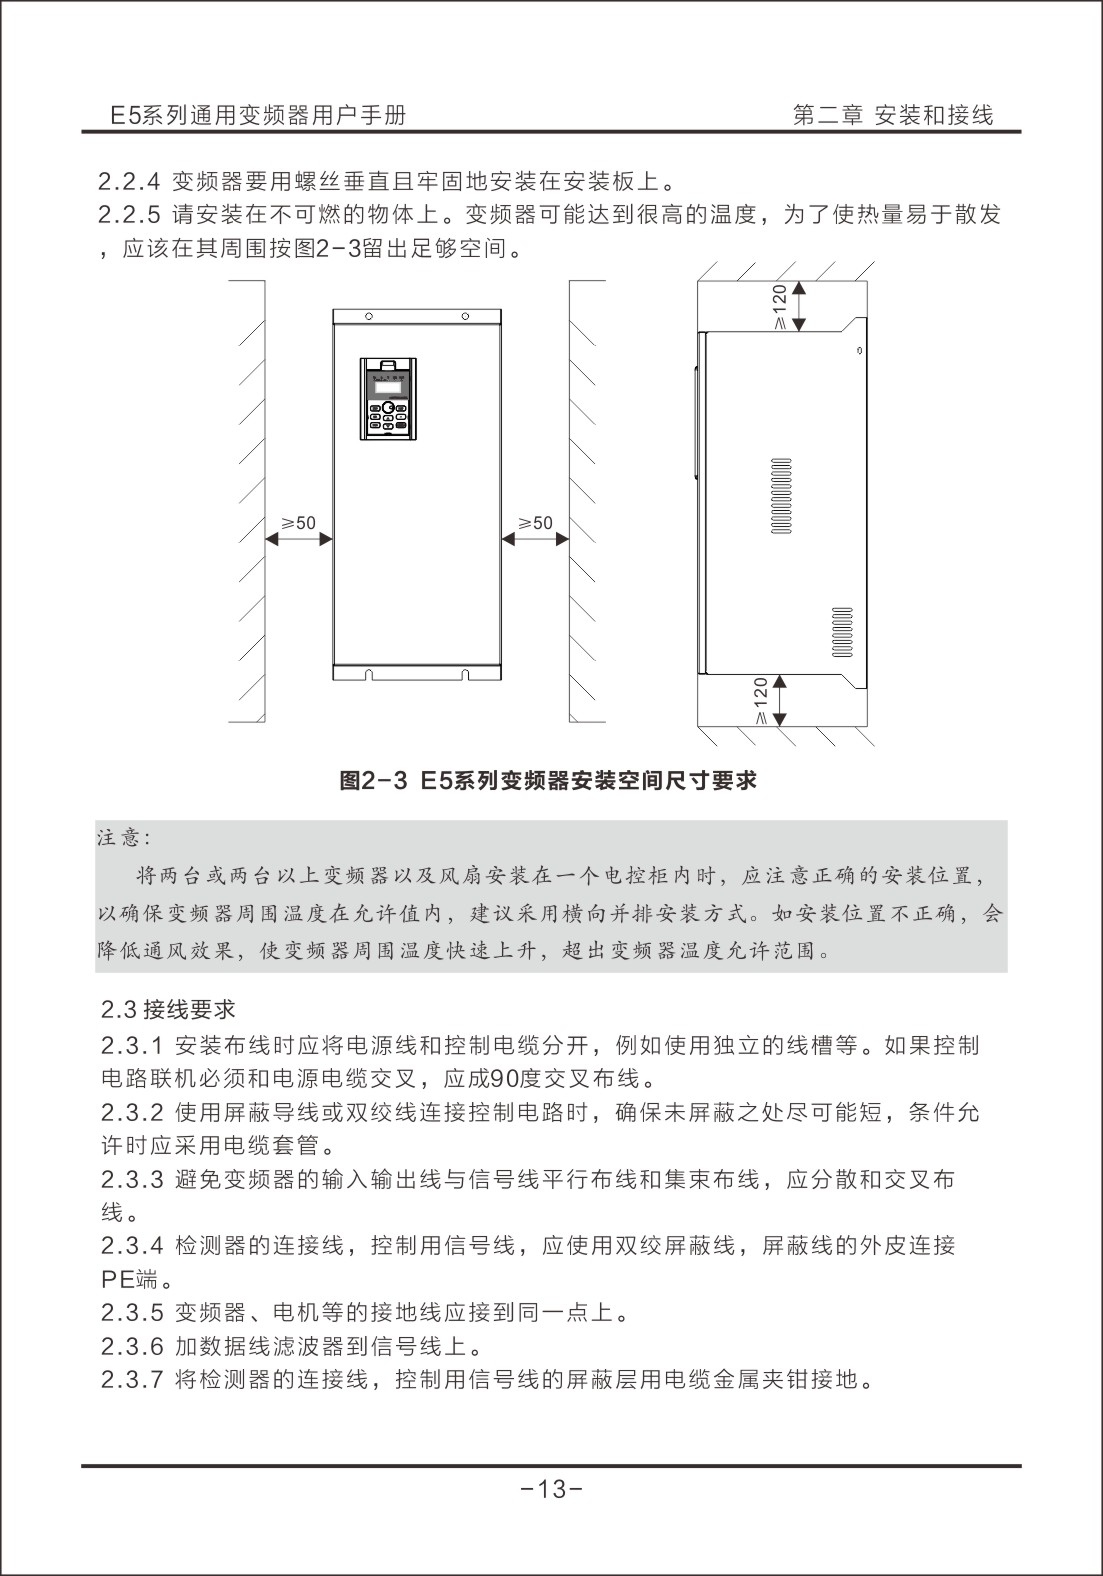 E5系列通用变频器用户手册
第二章 安装和接线
2.2.4 变频器要用螺丝垂直且牢固地安装在安装板上。
2.2.5 请安装在不可燃的物体上。变频器可能达到很高的温度，为了使热量易于散发
，应该在其周围按图2-3留出足够空间。
≥120
≥50
≥50
≥120
图2-3 E5系列变频器安装空间尺寸要求
注意：
将两台或两台以上变频器以及风扇安装在一个电控柜内时，应注意正确的安装位置，
以确保变频器周围温度在允许值内，建议采用横向并排安装方式。如安装位置不正确，会
降低通风效果，使变频器周围温度快速上升，超出变频器温度允许范围。
2.3 接线要求
2.3.1 安装布线时应将电源线和控制电缆分开，例如使用独立的线槽等。如果控制
电路联机必须和电源电缆交叉，应成90度交叉布线。
2.3.2 使用屏蔽导线或双绞线连接控制电路时，确保未屏蔽之处尽可能短，条件允
许时应采用电缆套管。
2.3.3 避免变频器的输入输出线与信号线平行布线和集束布线，应分散和交叉布
线。
2.3.4 检测器的连接线，控制用信号线，应使用双绞屏蔽线，屏蔽线的外皮连接
PE端。
2.3.5 变频器、电机等的接地线应接到同一点上。
2.3.6 加数据线滤波器到信号线上。
2.3.7 将检测器的连接线，控制用信号线的屏蔽层用电缆金属夹钳接地。
-13-